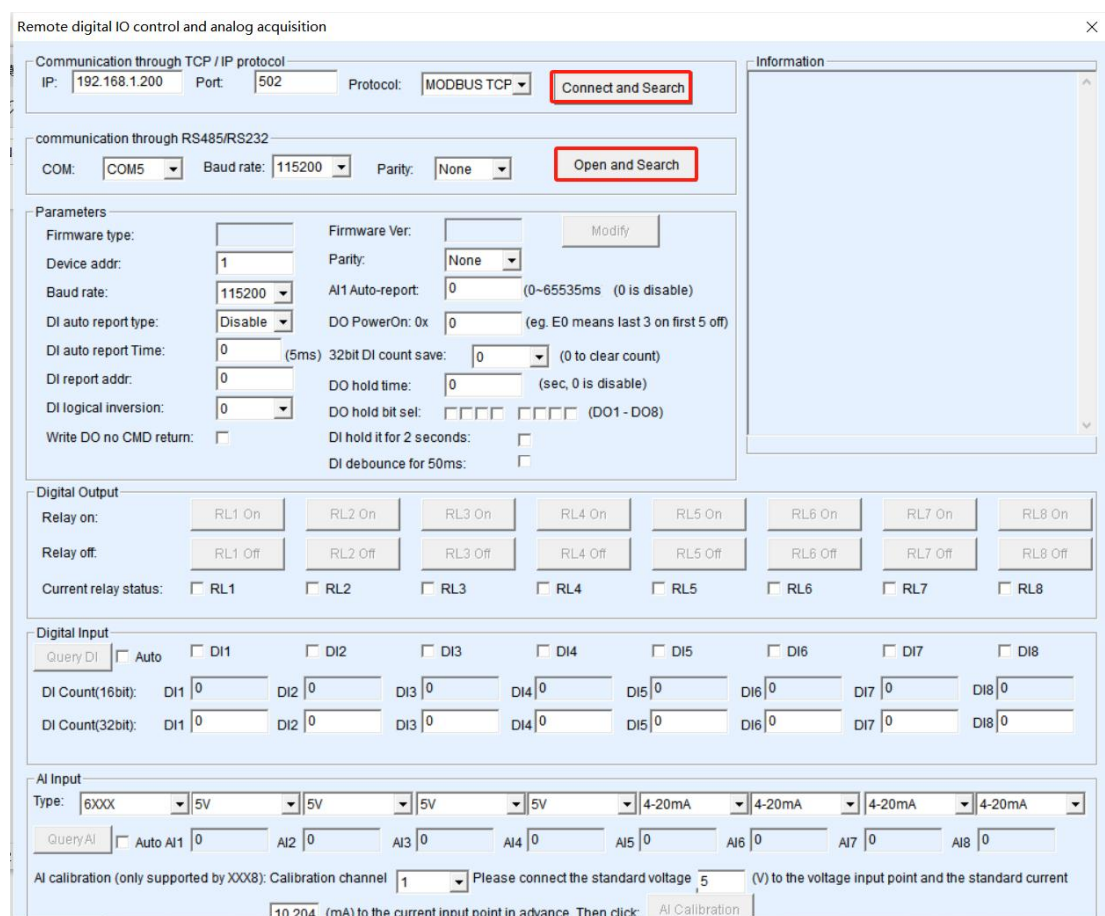 Remote digital IO control and analog acquisition
Communication through TCP / IP protocol
IP: 192.168.1.200 Port: 502 Protocol: MODBUS TCP Connect and Search
communication through RS485/RS232
COM: COM5 Baud rate: 115200 Parity: None Open and Search
Information
Parameters
Firmware type: Firmware Ver: Modify
Device addr: 1 Parity: None
Baud rate: 115200 AI1 Auto-report: 0 (0~65535ms (0 is disable)
DI auto report type: Disable DO PowerOn: 0x 0 (eg. E0 means last 3 on first 5 off)
DI auto report Time: 0 (5ms) 32bit DI count save: 0 (0 to clear count)
DI report addr: 0 DO hold time: 0 (sec, 0 is disable)
DI logical inversion: 0 DO hold bit sel: (DO1 - DO8)
Write DO no CMD return: DI hold it for 2 seconds:
DI debounce for 50ms:
Digital Output
Relay on: RL1 On RL2 On RL3 On RL4 On RL5 On RL6 On RL7 On RL8 On
Relay off: RL1 Off RL2 Off RL3 Off RL4 Off RL5 Off RL6 Off RL7 Off RL8 Off
Current relay status: RL1 RL2 RL3 RL4 RL5 RL6 RL7 RL8
Digital Input
Query DI Auto DI1 DI2 DI3 DI4 DI5 DI6 DI7 DI8
DI Count(16bit): DI1 0 DI2 0 DI3 0 DI4 0 DI5 0 DI6 0 DI7 0 DI8 0
DI Count(32bit): DI1 0 DI2 0 DI3 0 DI4 0 DI5 0 DI6 0 DI7 0 DI8 0
AI Input
Type: 6XXX 5V 5V 5V 5V 4-20mA 4-20mA 4-20mA 4-20mA
Query AI Auto AI1 0 AI2 0 AI3 0 AI4 0 AI5 0 AI6 0 AI7 0 AI8 0
AI calibration (only supported by XXX8): Calibration channel 1 Please connect the standard voltage 5 (V) to the voltage input point and the standard current
10.204 (mA) to the current input point in advance. Then click: AI Calibration